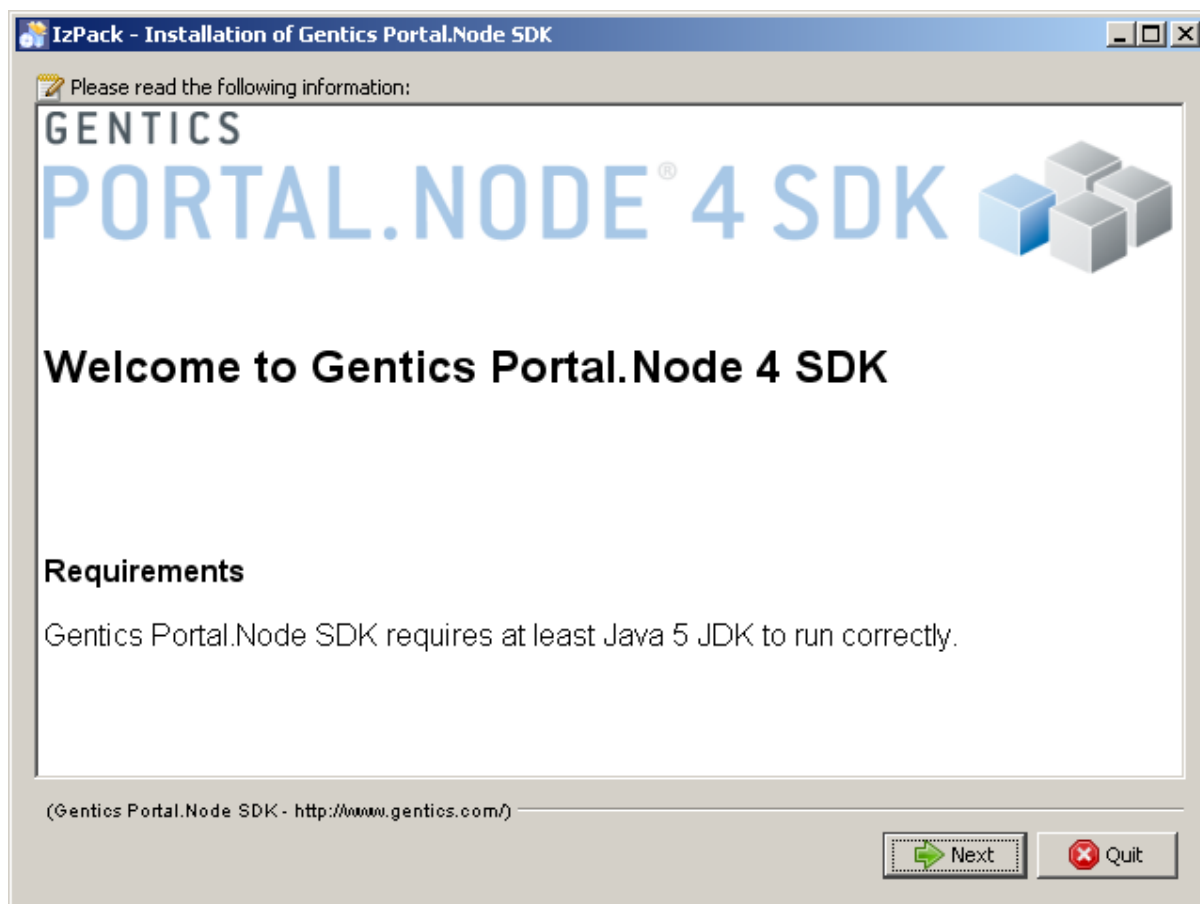 IzPack - Installation of Gentics Portal.Node SDK
Please read the following information:
GENTICS
PORTAL.NODE® 4 SDK
Welcome to Gentics Portal.Node 4 SDK
Requirements
Gentics Portal.Node SDK requires at least Java 5 JDK to run correctly.
(Gentics Portal.Node SDK - http://www.gentics.com/)
Next Quit